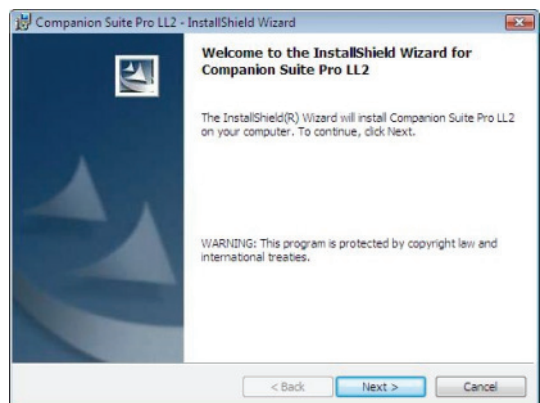 Companion Suite Pro LL2 - InstallShield Wizard
Welcome to the InstallShield Wizard for
Companion Suite Pro LL2
The InstallShield(R) Wizard will install Companion Suite Pro LL2
on your computer. To continue, click Next.
WARNING: This program is protected by copyright law and
international treaties.
< Back Next > Cancel